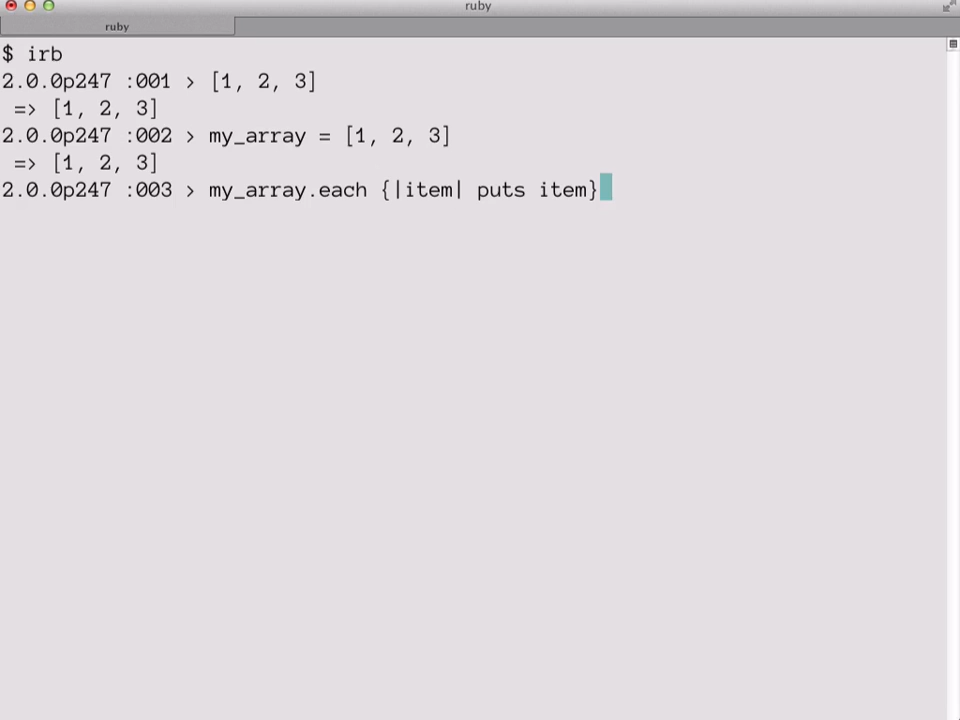 ruby
ruby
$ irb
2.0.0p247 :001 > [1, 2, 3]
 => [1, 2, 3]
2.0.0p247 :002 > my_array = [1, 2, 3]
 => [1, 2, 3]
2.0.0p247 :003 > my_array.each {|item| puts item}